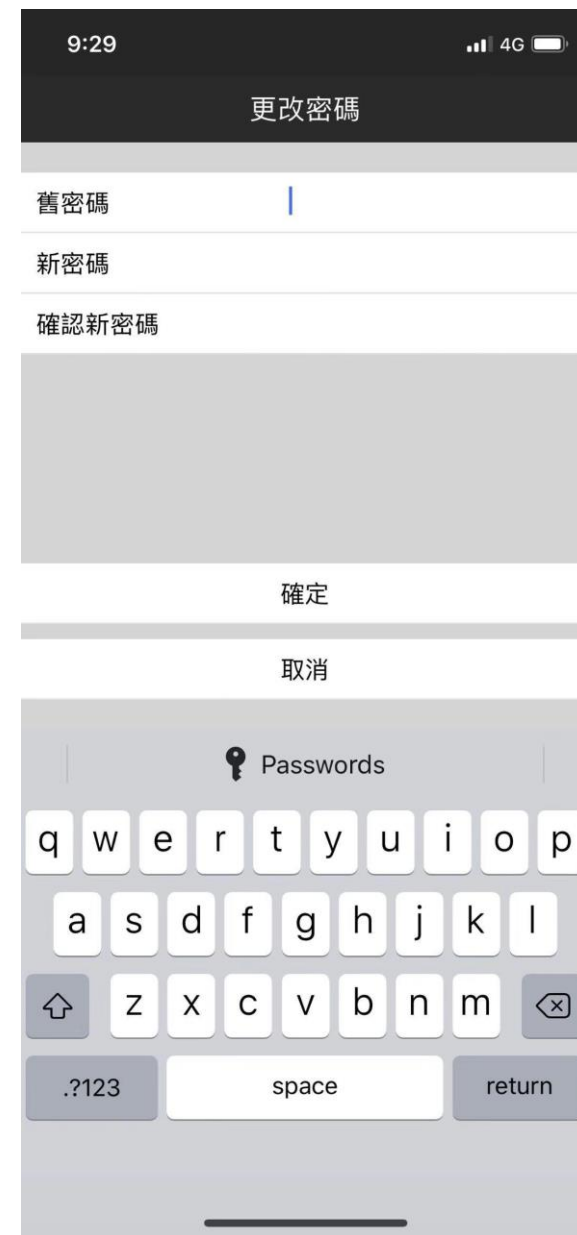 9:29 4G
更改密碼
舊密碼
新密碼
確認新密碼
確定
取消
Passwords
q w e r t y u i o p
a s d f g h j k l
z x c v b n m
.?123 space return